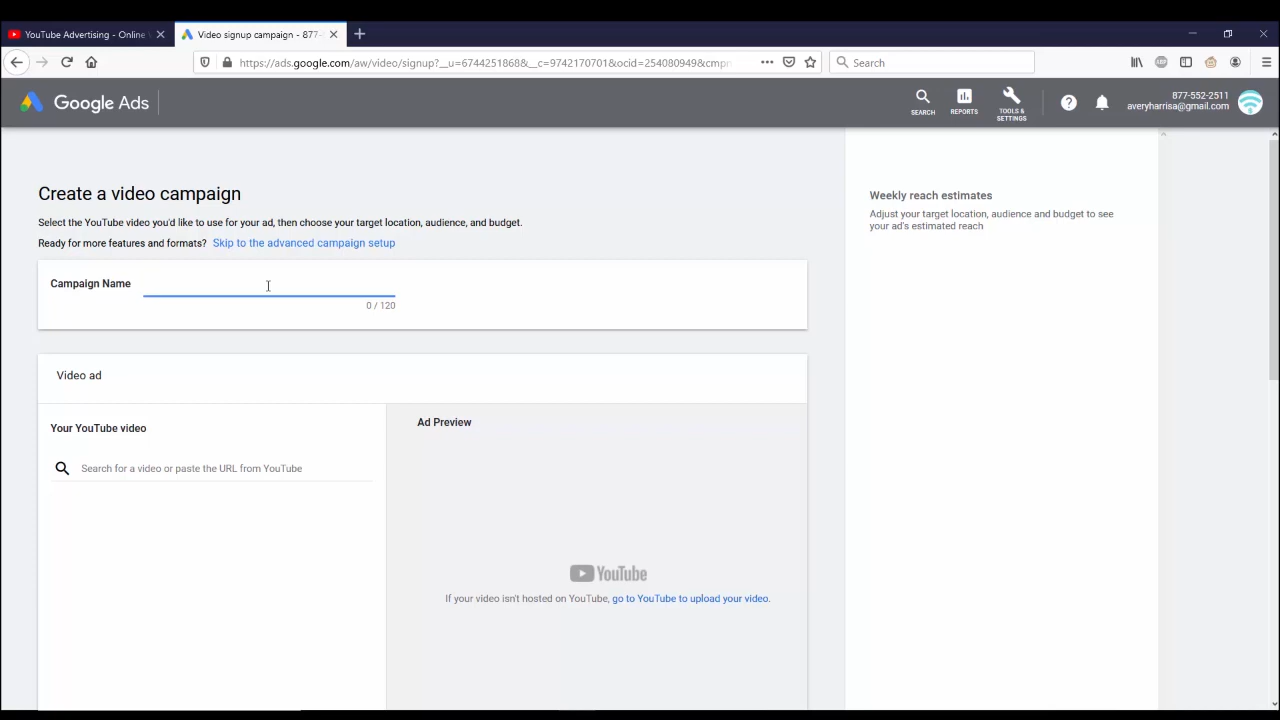 YouTube Advertising - Online
Video signup campaign - 877-
https://ads.google.com/aw/video/signup?__u=6744251868&__c=9742170701&ocid=254080949&cmpn
Search
Google Ads
SEARCH
REPORTS
TOOLS &
SETTINGS
877-552-2511
averyharrisa@gmail.com
Create a video campaign
Select the YouTube video you'd like to use for your ad, then choose your target location, audience, and budget.
Ready for more features and formats? Skip to the advanced campaign setup
Campaign Name
0 / 120
Video ad
Your YouTube video
Search for a video or paste the URL from YouTube
Ad Preview
YouTube
If your video isn't hosted on YouTube, go to YouTube to upload your video.
Weekly reach estimates
Adjust your target location, audience and budget to see
your ad's estimated reach